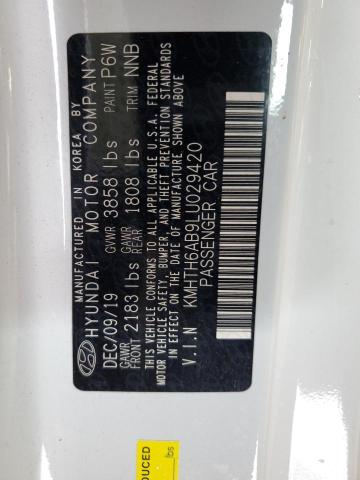 MANUFACTURED IN KOREA BY
HYUNDAI MOTOR COMPANY
DEC/09/19 GVWR 3858 lbs PAINT P6W
GAWR FRONT 2183 lbs GAWR REAR 1808 lbs TRIM NNB
THIS VEHICLE CONFORMS TO ALL APPLICABLE U.S.A. FEDERAL
MOTOR VEHICLE SAFETY, BUMPER, AND THEFT PREVENTION STANDARDS
IN EFFECT ON THE DATE OF MANUFACTURE SHOWN ABOVE
V.I.N KMHTH6AB9LU029420
PASSENGER CAR
DUCED
lbs